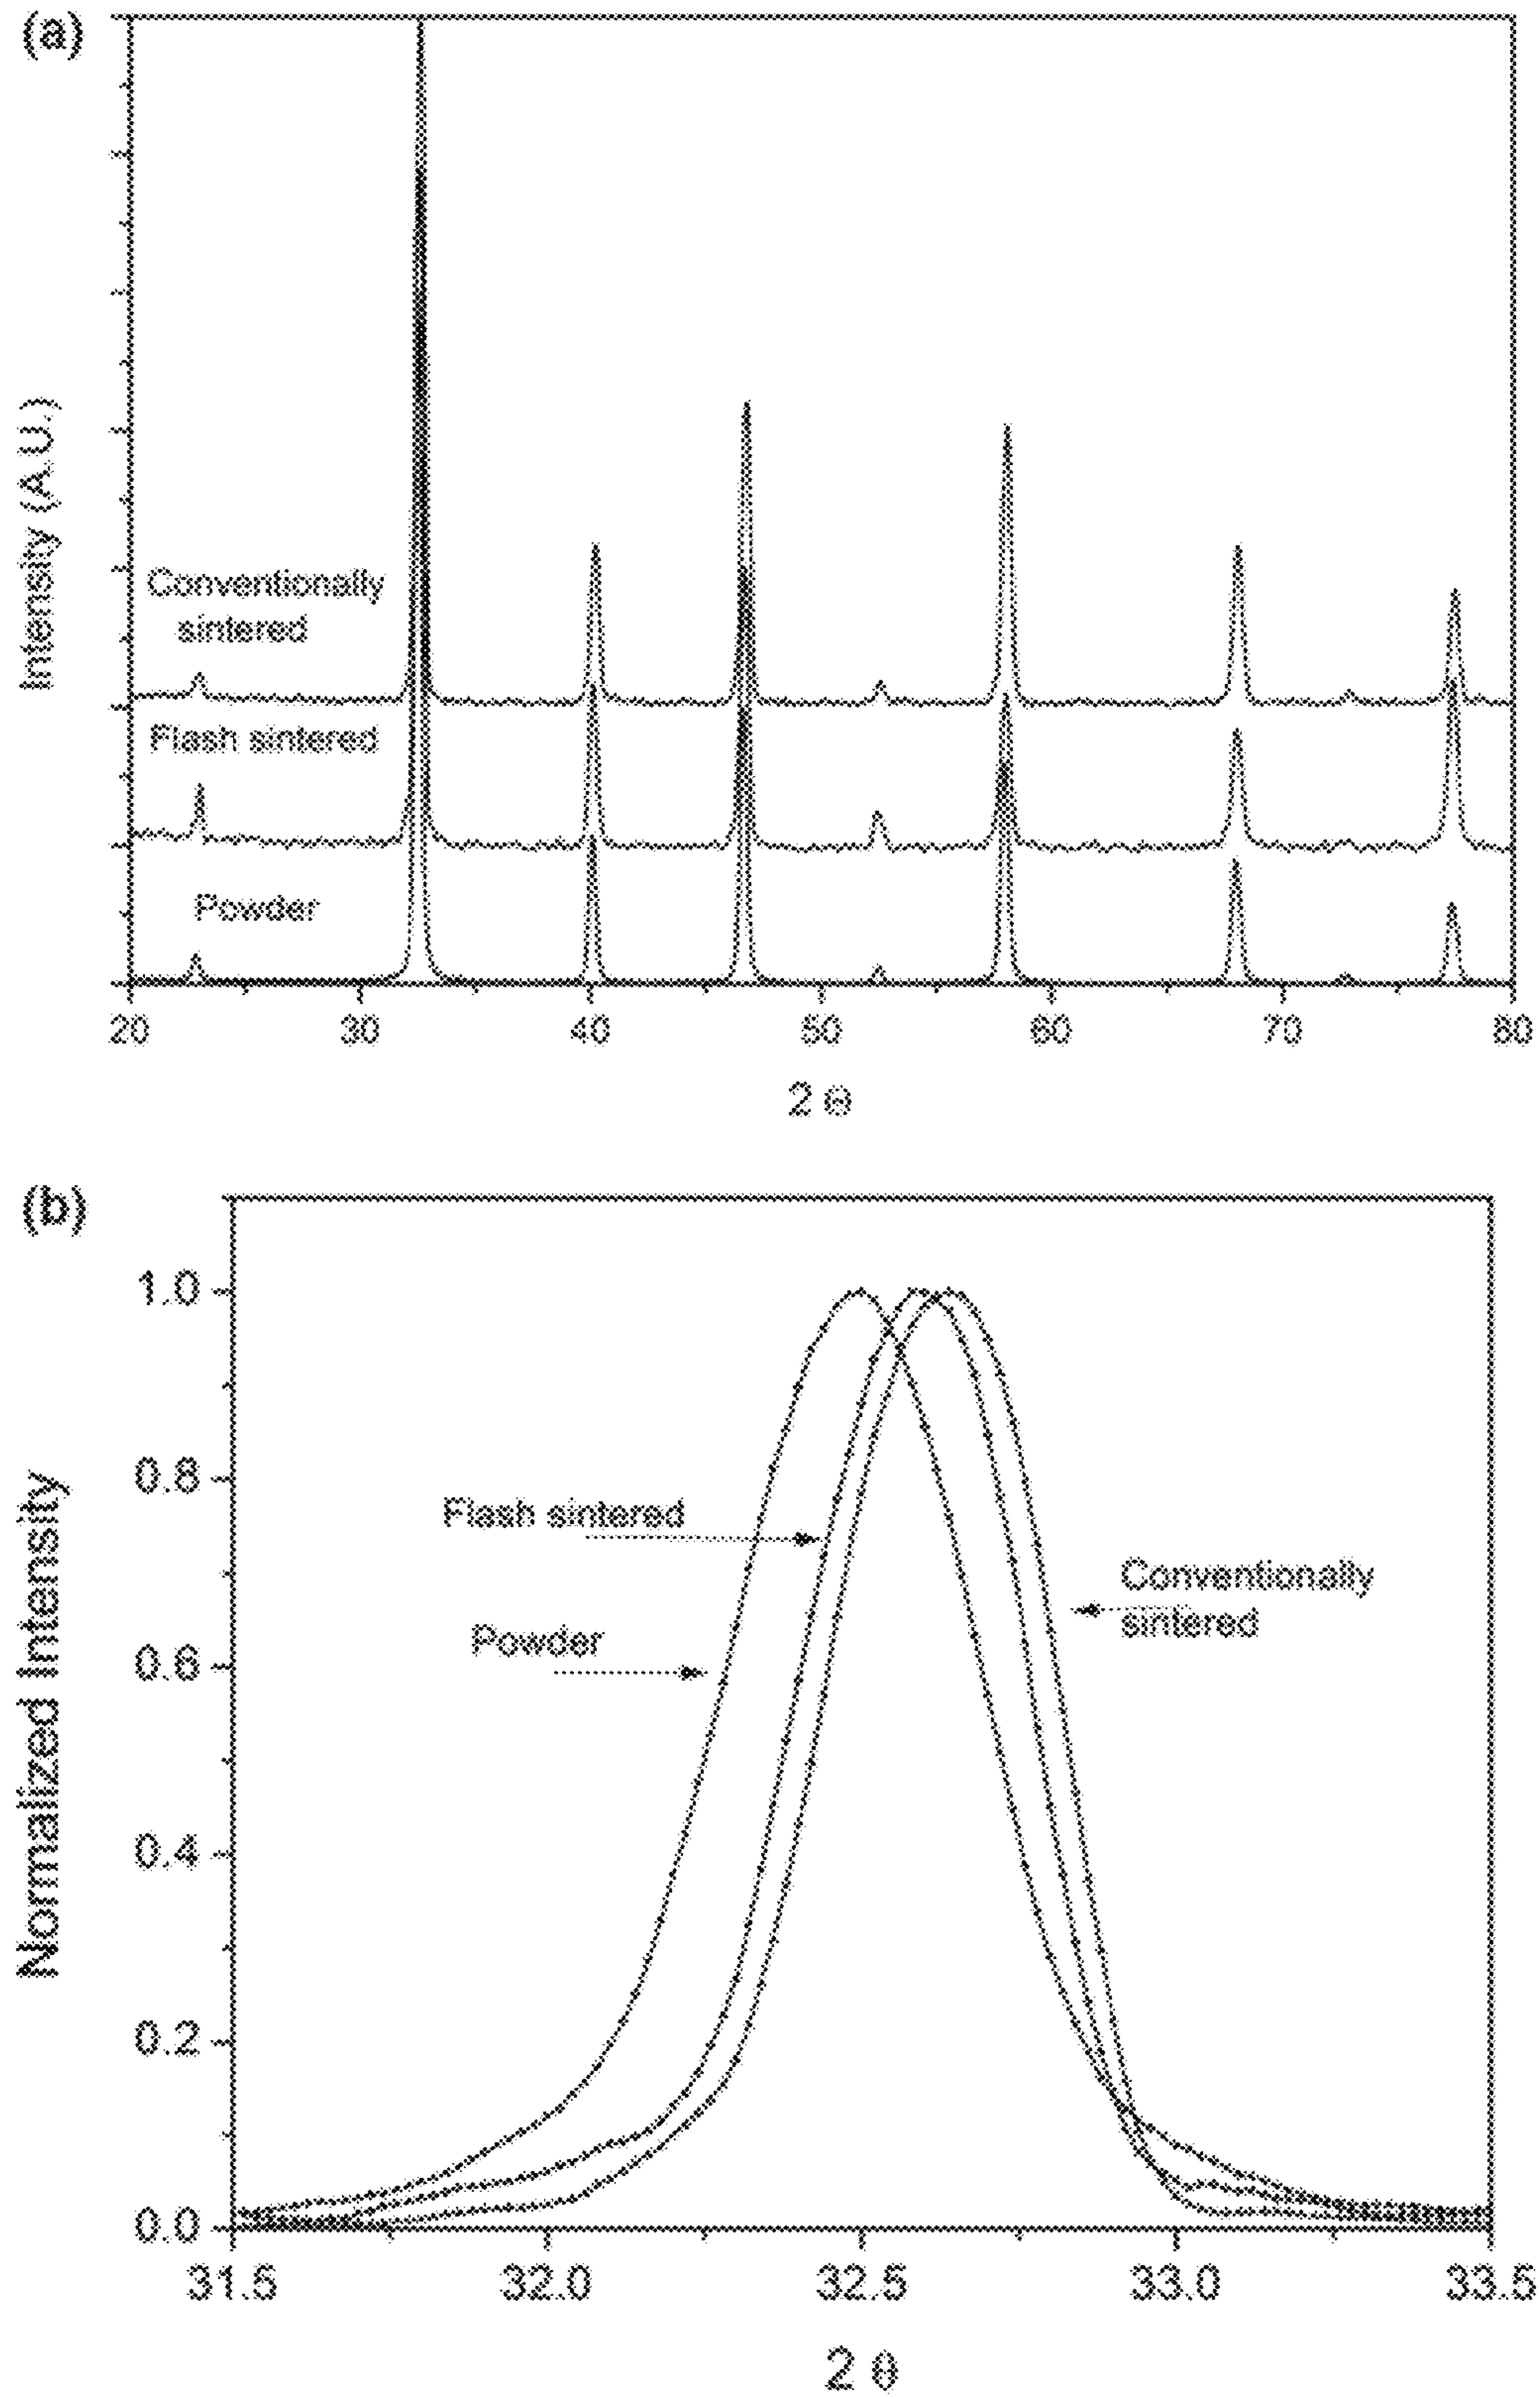 (a)
Intensity (A.U.)
Conventionally
sintered
Flash sintered
Powder
20 30 40 50 60 70 80
2 Θ
(b)
Normalized Intensity
1.0
0.8
0.6
0.4
0.2
0.0
Flash sintered
Powder
Conventionally
sintered
31.5 32.0 32.5 33.0 33.5
2 θ